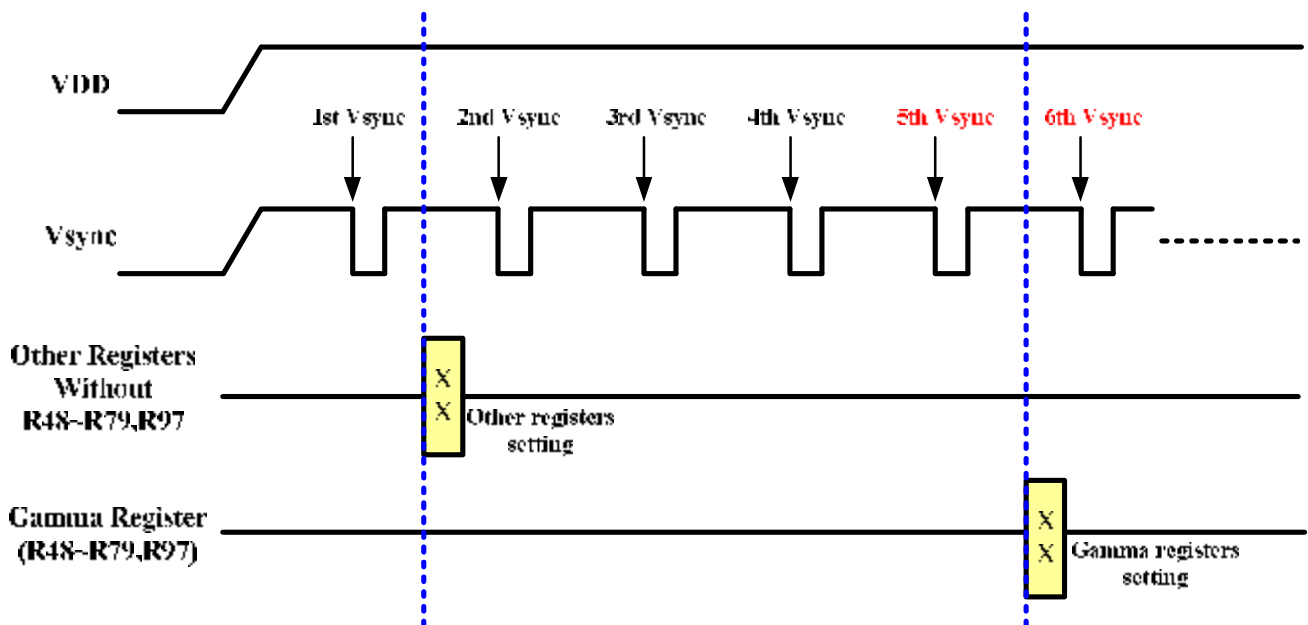 VDD
1st Vsync
2nd Vsync
3rd Vsync
4th Vsync
5th Vsync
6th Vsync
Vsync
Other Registers
Without
R48~R79,R97
X
X
Other registers
setting
Gamma Register
(R48~R79,R97)
X
X
Gamma registers
setting